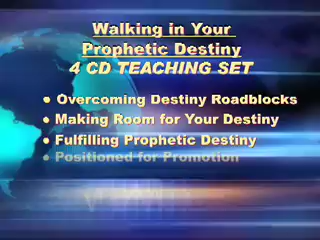 Walking in Your
Prophetic Destiny
4 CD TEACHING SET
• Overcoming Destiny Roadblocks
• Making Room for Your Destiny
• Fulfilling Prophetic Destiny
• Positioned for Promotion